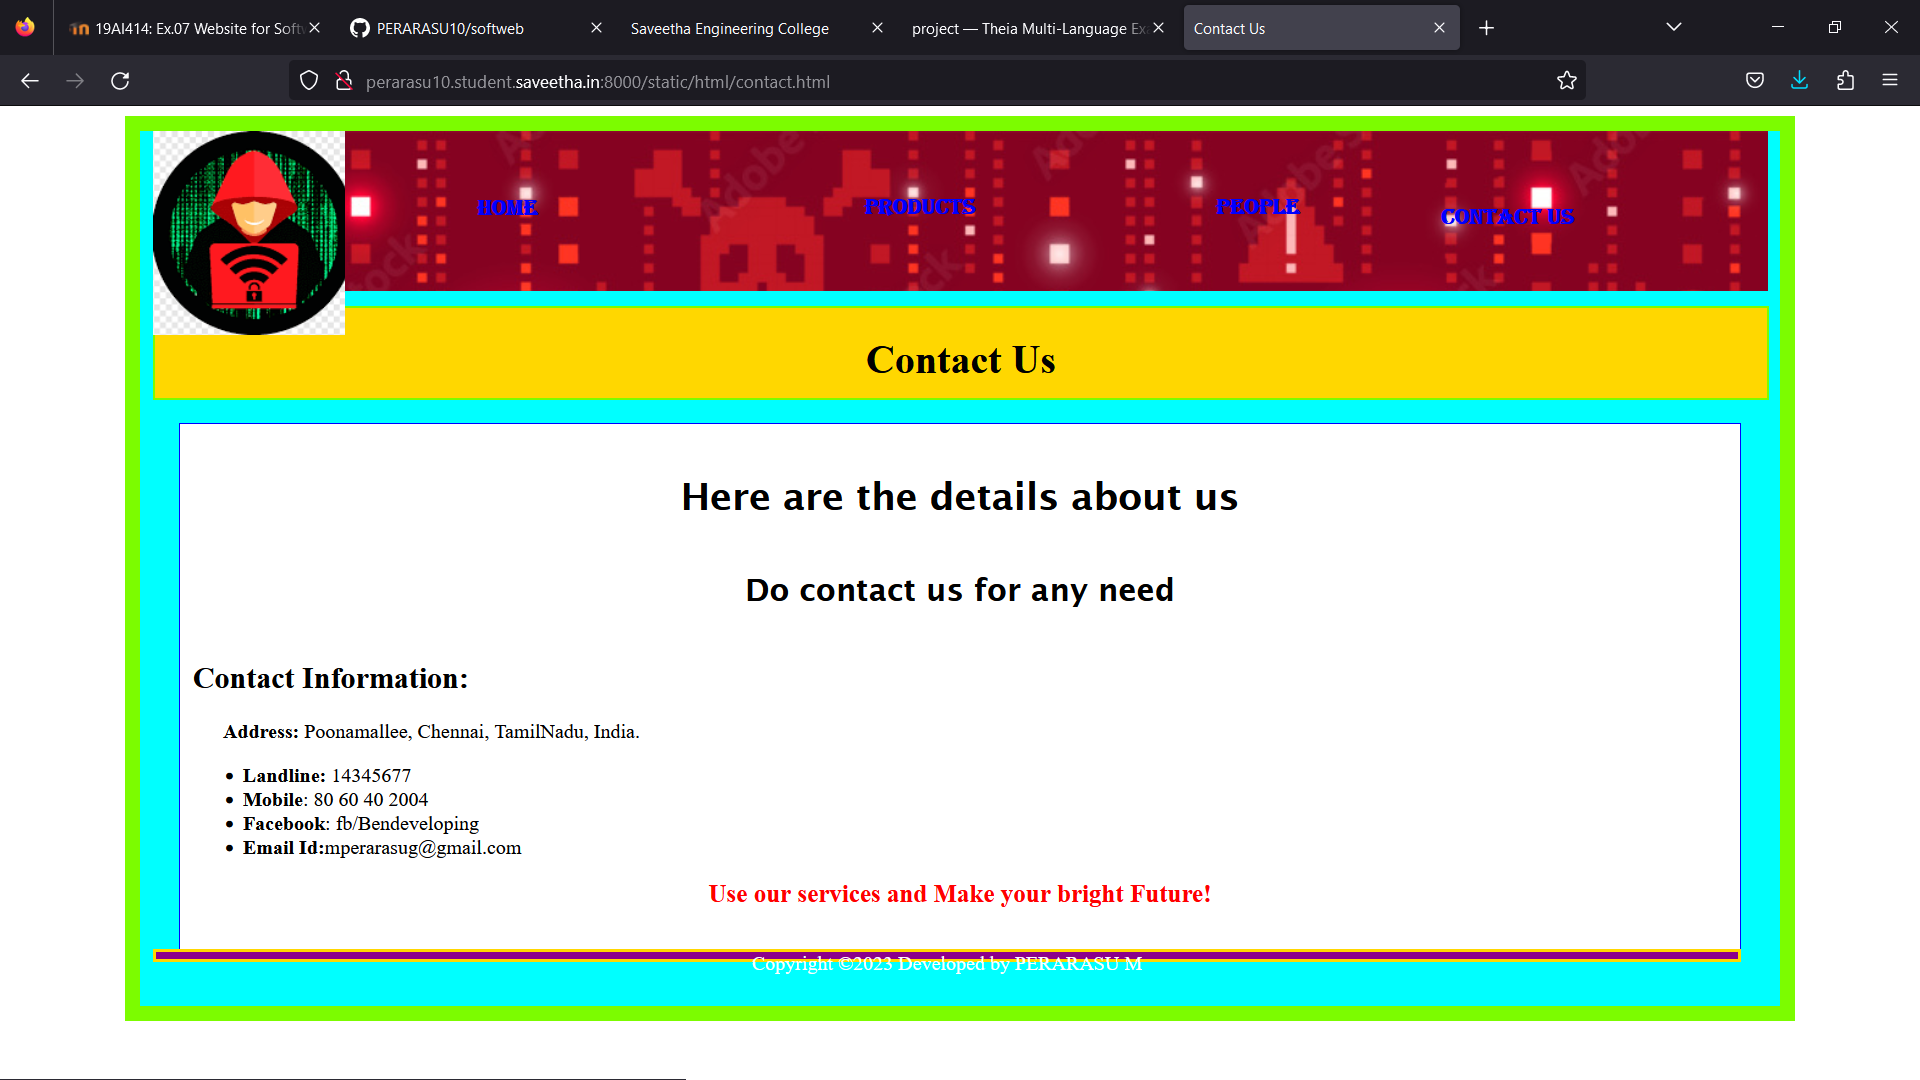 19AI414: Ex.07 Website for Soft
PERARASU10/softweb
Saveetha Engineering College
project — Theia Multi-Language Ex
Contact Us
perarasu10.student.saveetha.in:8000/static/html/contact.html
HOME
PRODUCTS
PEOPLE
CONTACT US
Contact Us
Here are the details about us
Do contact us for any need
Contact Information:
Address: Poonamallee, Chennai, TamilNadu, India.
Landline: 14345677
Mobile: 80 60 40 2004
Facebook: fb/Bendeveloping
Email Id:mperarasug@gmail.com
Use our services and Make your bright Future!
Copyright ©2023 Developed by PERARASU M